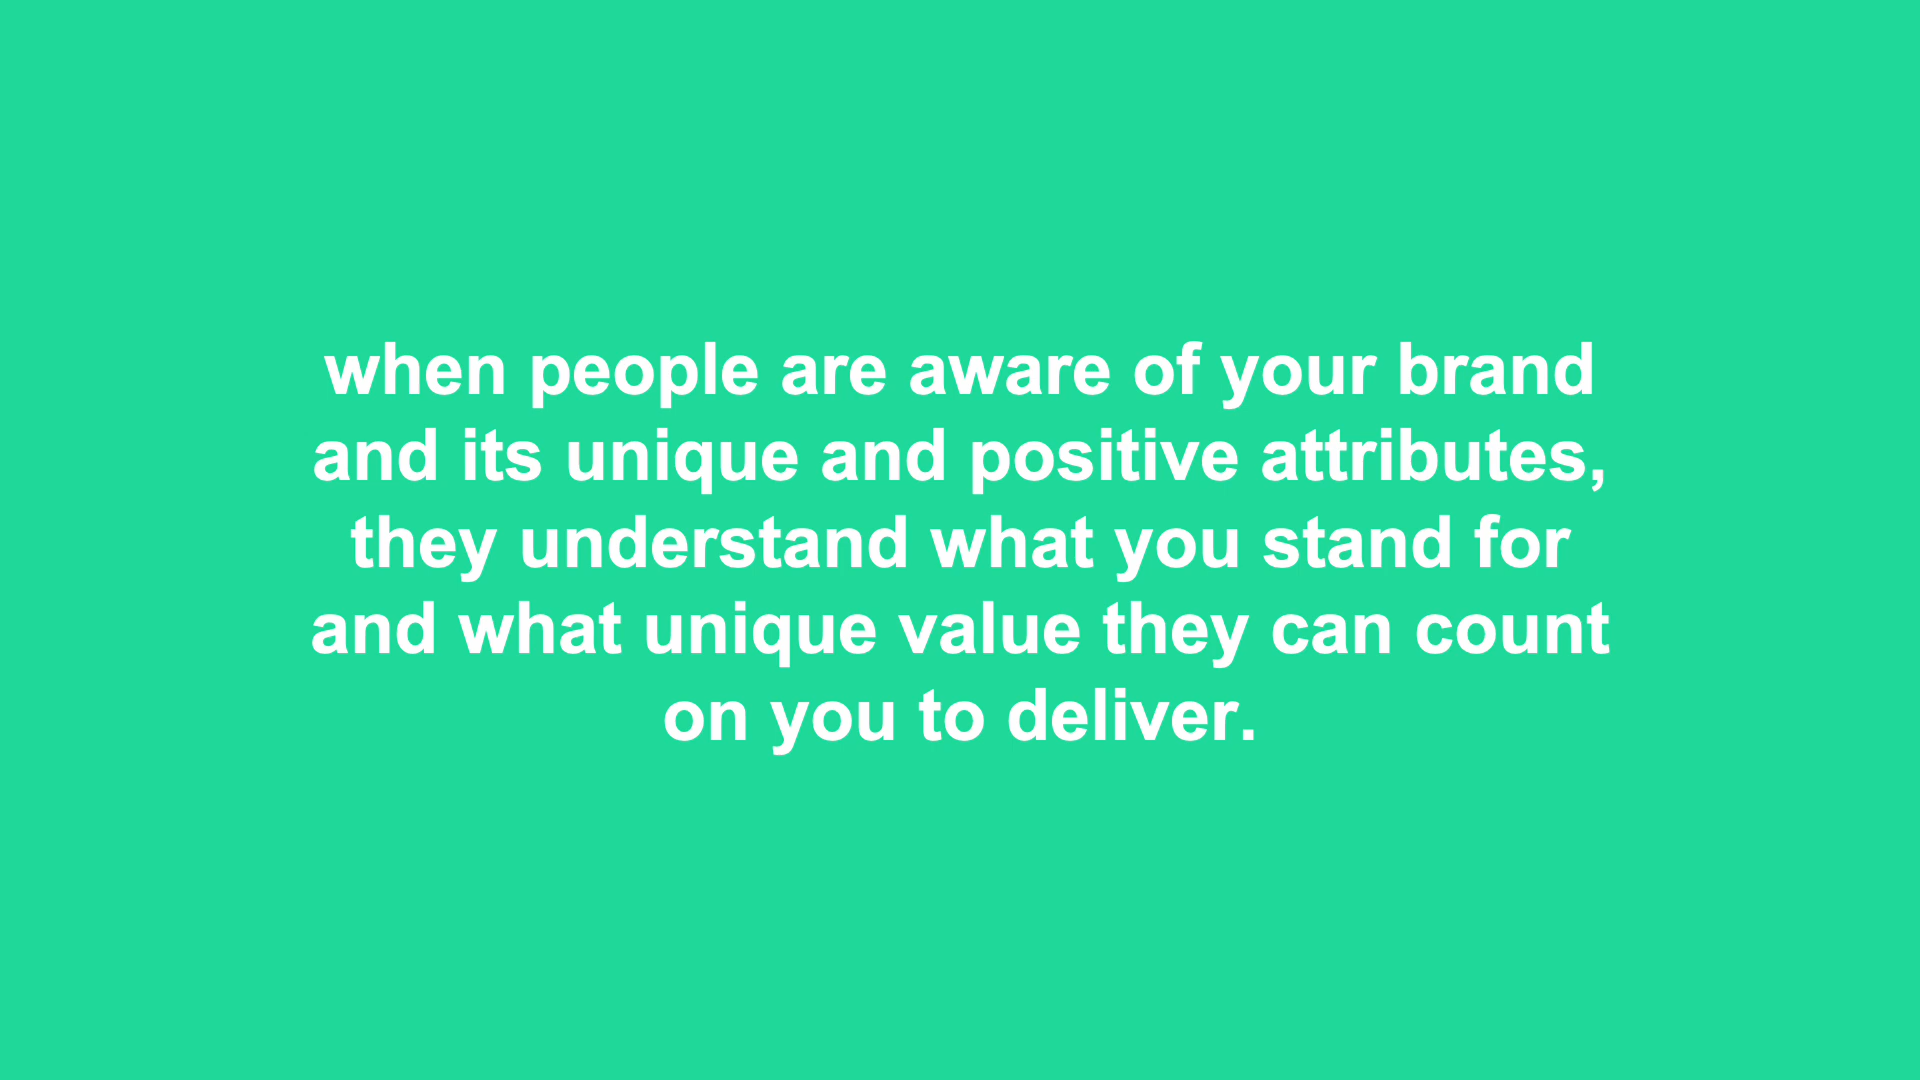 when people are aware of your brand
and its unique and positive attributes,
they understand what you stand for
and what unique value they can count
on you to deliver.